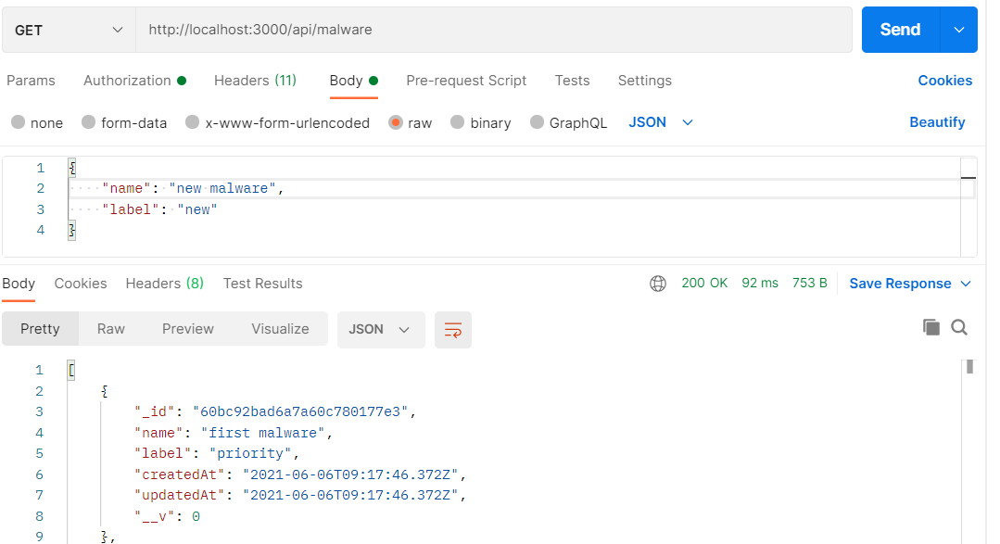 GET http://localhost:3000/api/malware Send
Params Authorization Headers (11) Body Pre-request Script Tests Settings Cookies
none form-data x-www-form-urlencoded raw binary GraphQL JSON Beautify
1 {
2 "name": "new malware",
3 "label": "new"
4 }
Body Cookies Headers (8) Test Results 200 OK 92 ms 753 B Save Response
Pretty Raw Preview Visualize JSON
1 [
2 {
3 "_id": "60bc92bad6a7a60c780177e3",
4 "name": "first malware",
5 "label": "priority",
6 "createdAt": "2021-06-06T09:17:46.372Z",
7 "updatedAt": "2021-06-06T09:17:46.372Z",
8 "__v": 0
9 },